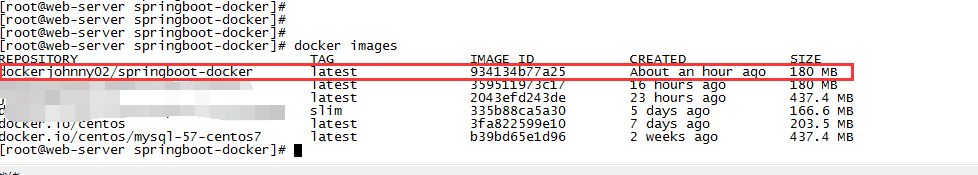 [root@web-server springboot-docker]#
[root@web-server springboot-docker]#
[root@web-server springboot-docker]#
[root@web-server springboot-docker]# docker images
REPOSITORY TAG IMAGE ID CREATED SIZE
dockerjohnny02/springboot-docker latest 934134b77a25 About an hour ago 180 MB
latest 359511973c17 16 hours ago 180 MB
latest 2043efd243de 23 hours ago 437.4 MB
slim 335b88ca5a30 5 days ago 166.6 MB
docker.io/centos latest 3fa822599e10 7 days ago 203.5 MB
docker.io/centos/mysql-57-centos7 latest b39bd65e1d96 2 weeks ago 437.4 MB
[root@web-server springboot-docker]#